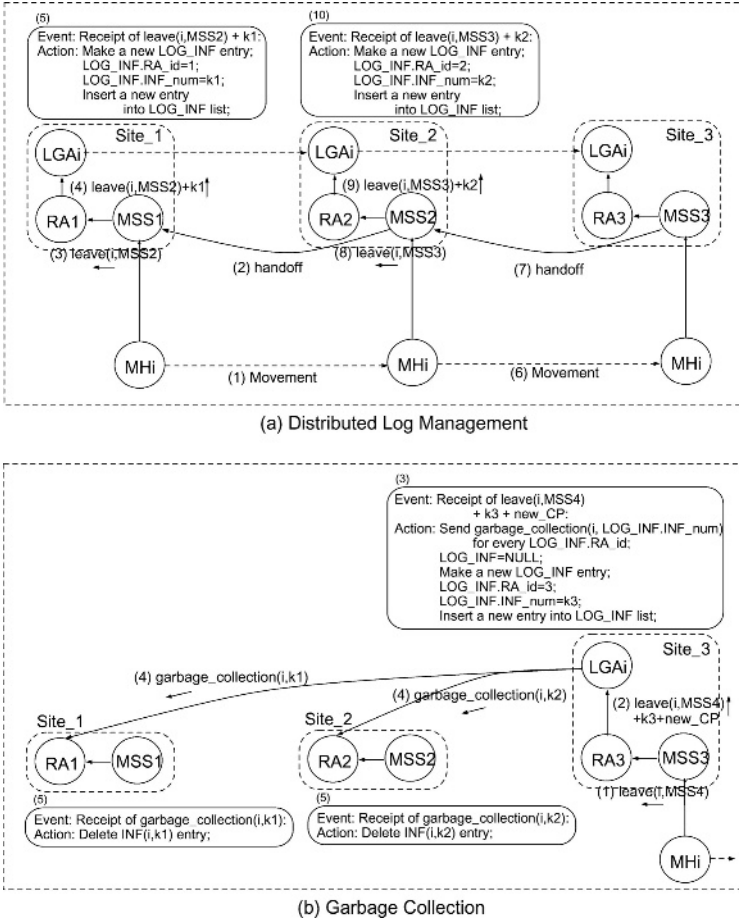 (5)
Event: Receipt of leave(i,MSS2) + k1:
Action: Make a new LOG_INF entry;
LOG_INF.RA_id=1;
LOG_INF.INF_num=k1;
Insert a new entry
into LOG_INF list;
(10)
Event: Receipt of leave(i,MSS3) + k2:
Action: Make a new LOG_INF entry;
LOG_INF.RA_id=2;
LOG_INF.INF_num=k2;
Insert a new entry
into LOG_INF list;
Site_1
Site_2
Site_3
LGAi
LGAi
LGAi
(4) leave(i,MSS2)+k1
(9) leave(i,MSS3)+k2
RA1
MSS1
RA2
MSS2
RA3
MSS3
(3) leave(i,MSS2)
(2) handoff
(8) leave(i,MSS3)
(7) handoff
MHi
(1) Movement
MHi
(6) Movement
MHi
(a) Distributed Log Management
(3)
Event: Receipt of leave(i,MSS4)
+ k3 + new_CP:
Action: Send garbage_collection(i, LOG_INF.INF_num)
for every LOG_INF.RA_id;
LOG_INF=NULL;
Make a new LOG_INF entry;
LOG_INF.RA_id=3;
LOG_INF.INF_num=k3;
Insert a new entry into LOG_INF list;
Site_3
LGAi
(4) garbage_collection(i,k1)
(4) garbage_collection(i,k2)
(2) leave(i,MSS4)
+k3+new_CP
Site_1
Site_2
RA1
MSS1
RA2
MSS2
RA3
MSS3
(1) leave(i,MSS4)
(5)
Event: Receipt of garbage_collection(i,k1):
Action: Delete INF(i,k1) entry;
(5)
Event: Receipt of garbage_collection(i,k2):
Action: Delete INF(i,k2) entry;
MHi
(b) Garbage Collection